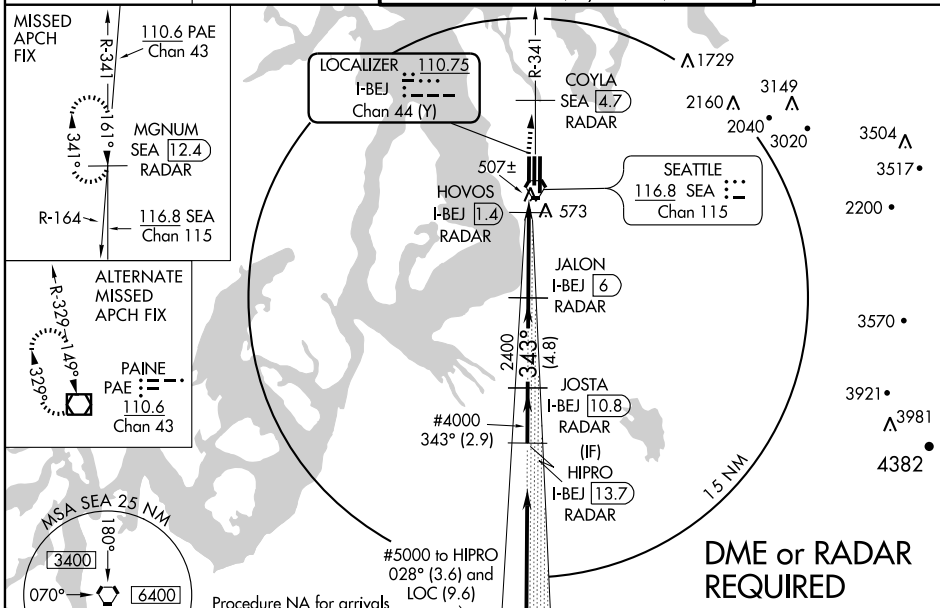 MISSED
APCH
FIX
110.6 PAE
Chan 43
R-341
161°
341°
MGNUM
SEA 12.4
RADAR
R-164
116.8 SEA
Chan 115
ALTERNATE
MISSED
APCH FIX
R-329
149°
329°
PAINE
PAE
110.6
Chan 43
MSA SEA 25 NM
180°
3400
070°
6400
LOCALIZER 110.75
I-BEJ
Chan 44 (Y)
R-341
COYLA
SEA 4.7
RADAR
1729
2160
3149
2040
3020
3504
3517
2200
507±
HOVOS
I-BEJ 1.4
RADAR
573
SEATTLE
116.8 SEA
Chan 115
JALON
I-BEJ 6
RADAR
2400
343°
(4.8)
3570
JOSTA
I-BEJ 10.8
RADAR
3921
3981
4382
#4000
343° (2.9)
(IF)
HIPRO
I-BEJ 13.7
RADAR
15 NM
#5000 to HIPRO
028° (3.6) and
LOC (9.6)
Procedure NA for arrivals
DME or RADAR
REQUIRED